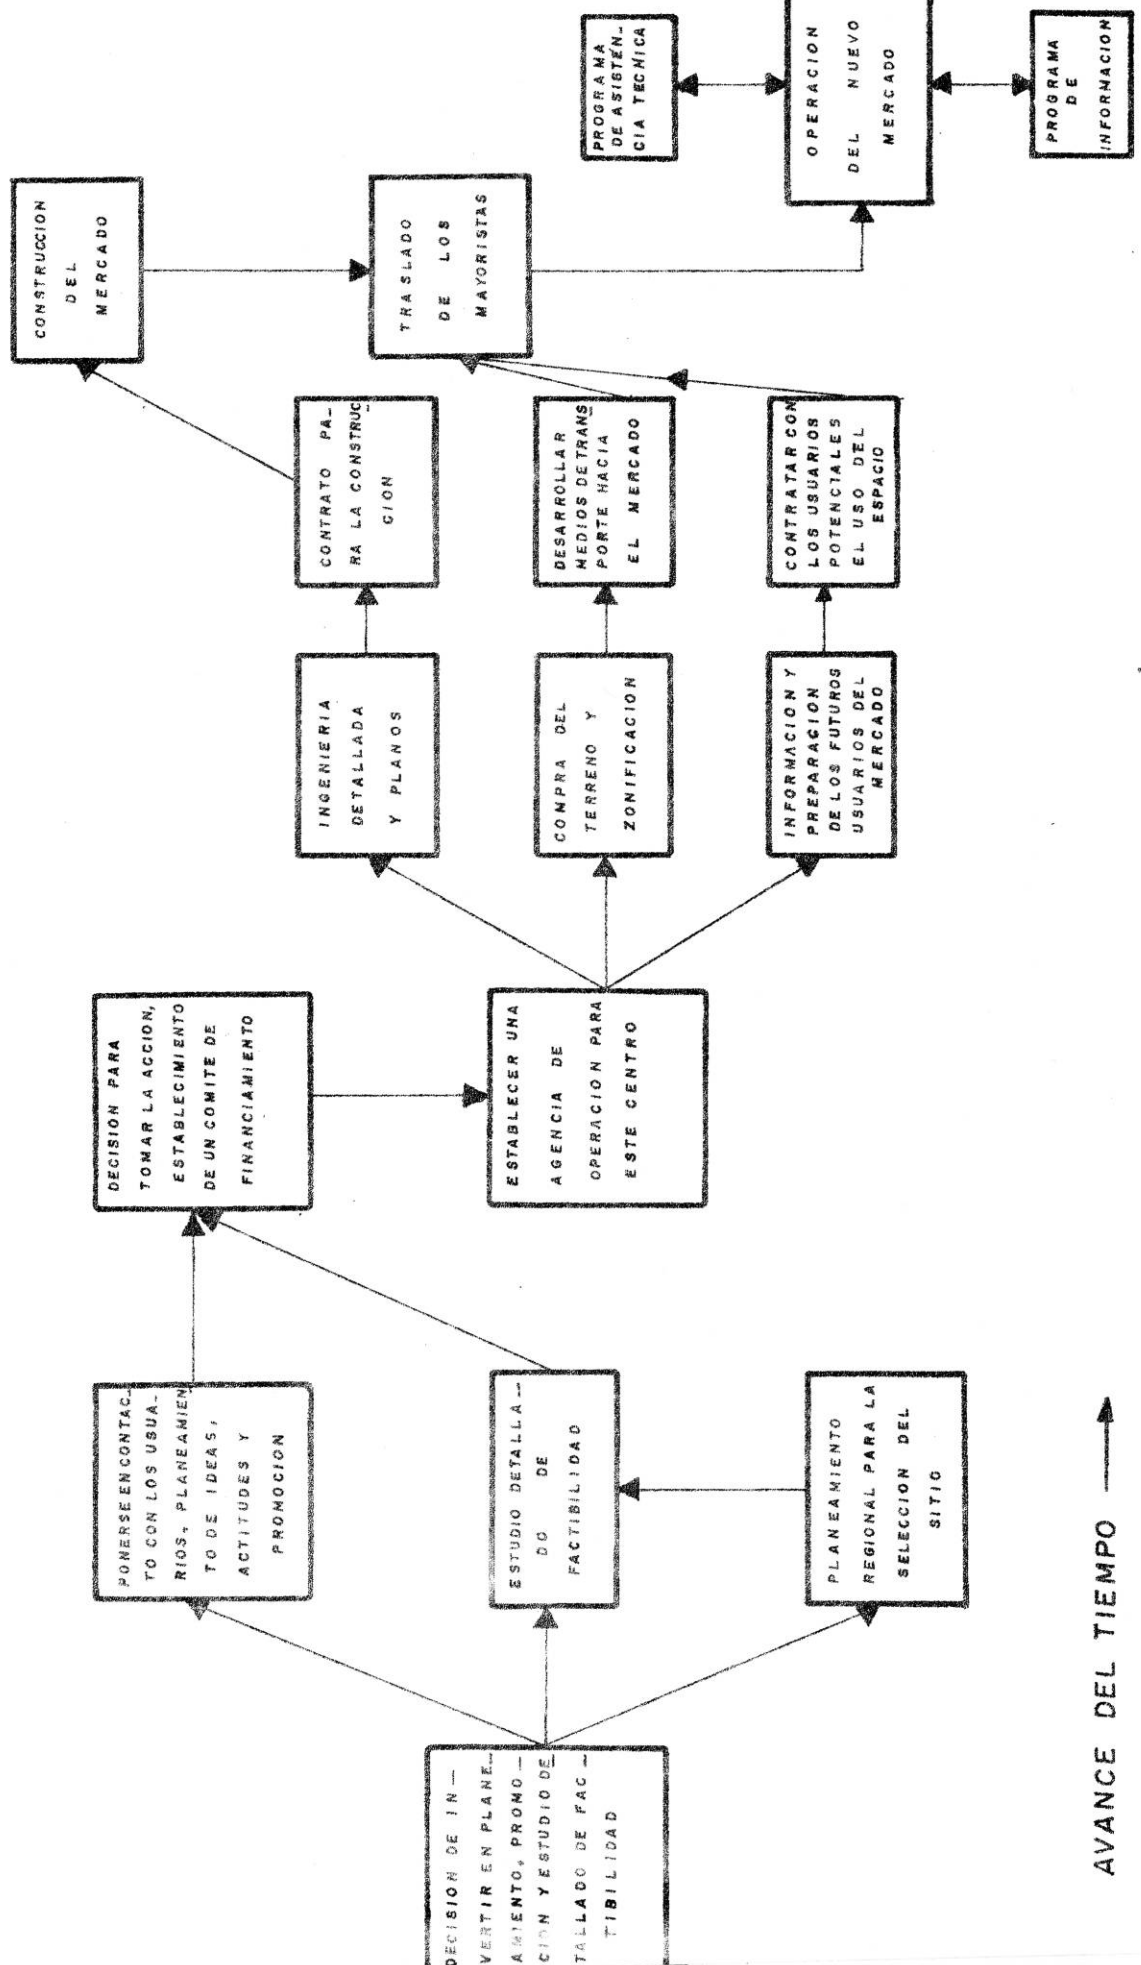 DECISION DE IN_
VERTIR EN PLANE_
AMIENTO, PROMO_
CION Y ESTUDIO DE_
TALLADO DE FAC_
TIBILIDAD
PONERSE EN CONTAC_
TO CON LOS USUA_
RIOS, PLANEAMIEN
TO DE IDEAS,
ACTITUDES Y
PROMOCION
ESTUDIO DETALLA_
DO DE
FACTIBILIDAD
PLANEAMIENTO
REGIONAL PARA LA
SELECCION DEL
SITIO
DECISION PARA
TOMAR LA ACCION,
ESTABLECIMIENTO
DE UN COMITE DE
FINANCIAMIENTO
ESTABLECER UNA
AGENCIA DE
OPERACION PARA
ESTE CENTRO
INGENIERIA
DETALLADA
Y PLANOS
COMPRA DEL
TERRENO Y
ZONIFICACION
INFORMACION Y
PREPARACION
DE LOS FUTUROS
USUARIOS DEL
MERCADO
CONTRATO PA_
RA LA CONSTRUC
CION
DESARROLLAR
MEDIOS DE TRANS
PORTE HACIA
EL MERCADO
CONTRATAR CON
LOS USUARIOS
POTENCIALES
EL USO DEL
ESPACIO
CONSTRUCCION
DEL
MERCADO
TRASLADO
DE LOS
MAYORISTAS
PROGRAMA
DE ASISTEN_
CIA TECNICA
OPERACION
DEL NUEVO
MERCADO
PROGRAMA
DE
INFORMACION
AVANCE DEL TIEMPO